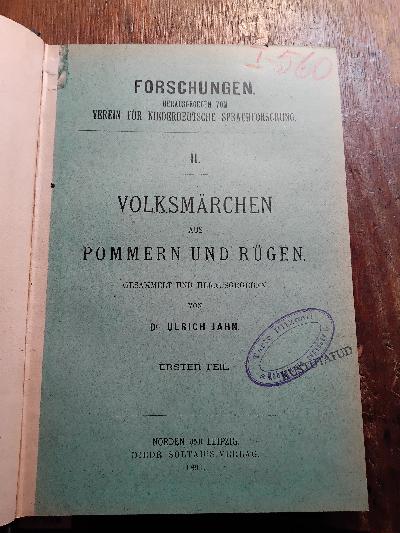 I-560
FORSCHUNGEN.
HERAUSGEGEBEN VOM
VEREIN FÜR NIEDERDEUTSCHE SPRACHFORSCHUNG.
II.
VOLKSMÄRCHEN
AUS
POMMERN UND RÜGEN.
GESAMMELT UND HERAUSGEGEBEN
VON
Dr. ULRICH JAHN.
ERSTER TEIL.
KUSTUTATUD
NORDEN UND LEIPZIG.
DIEDR. SOLTAU'S VERLAG.